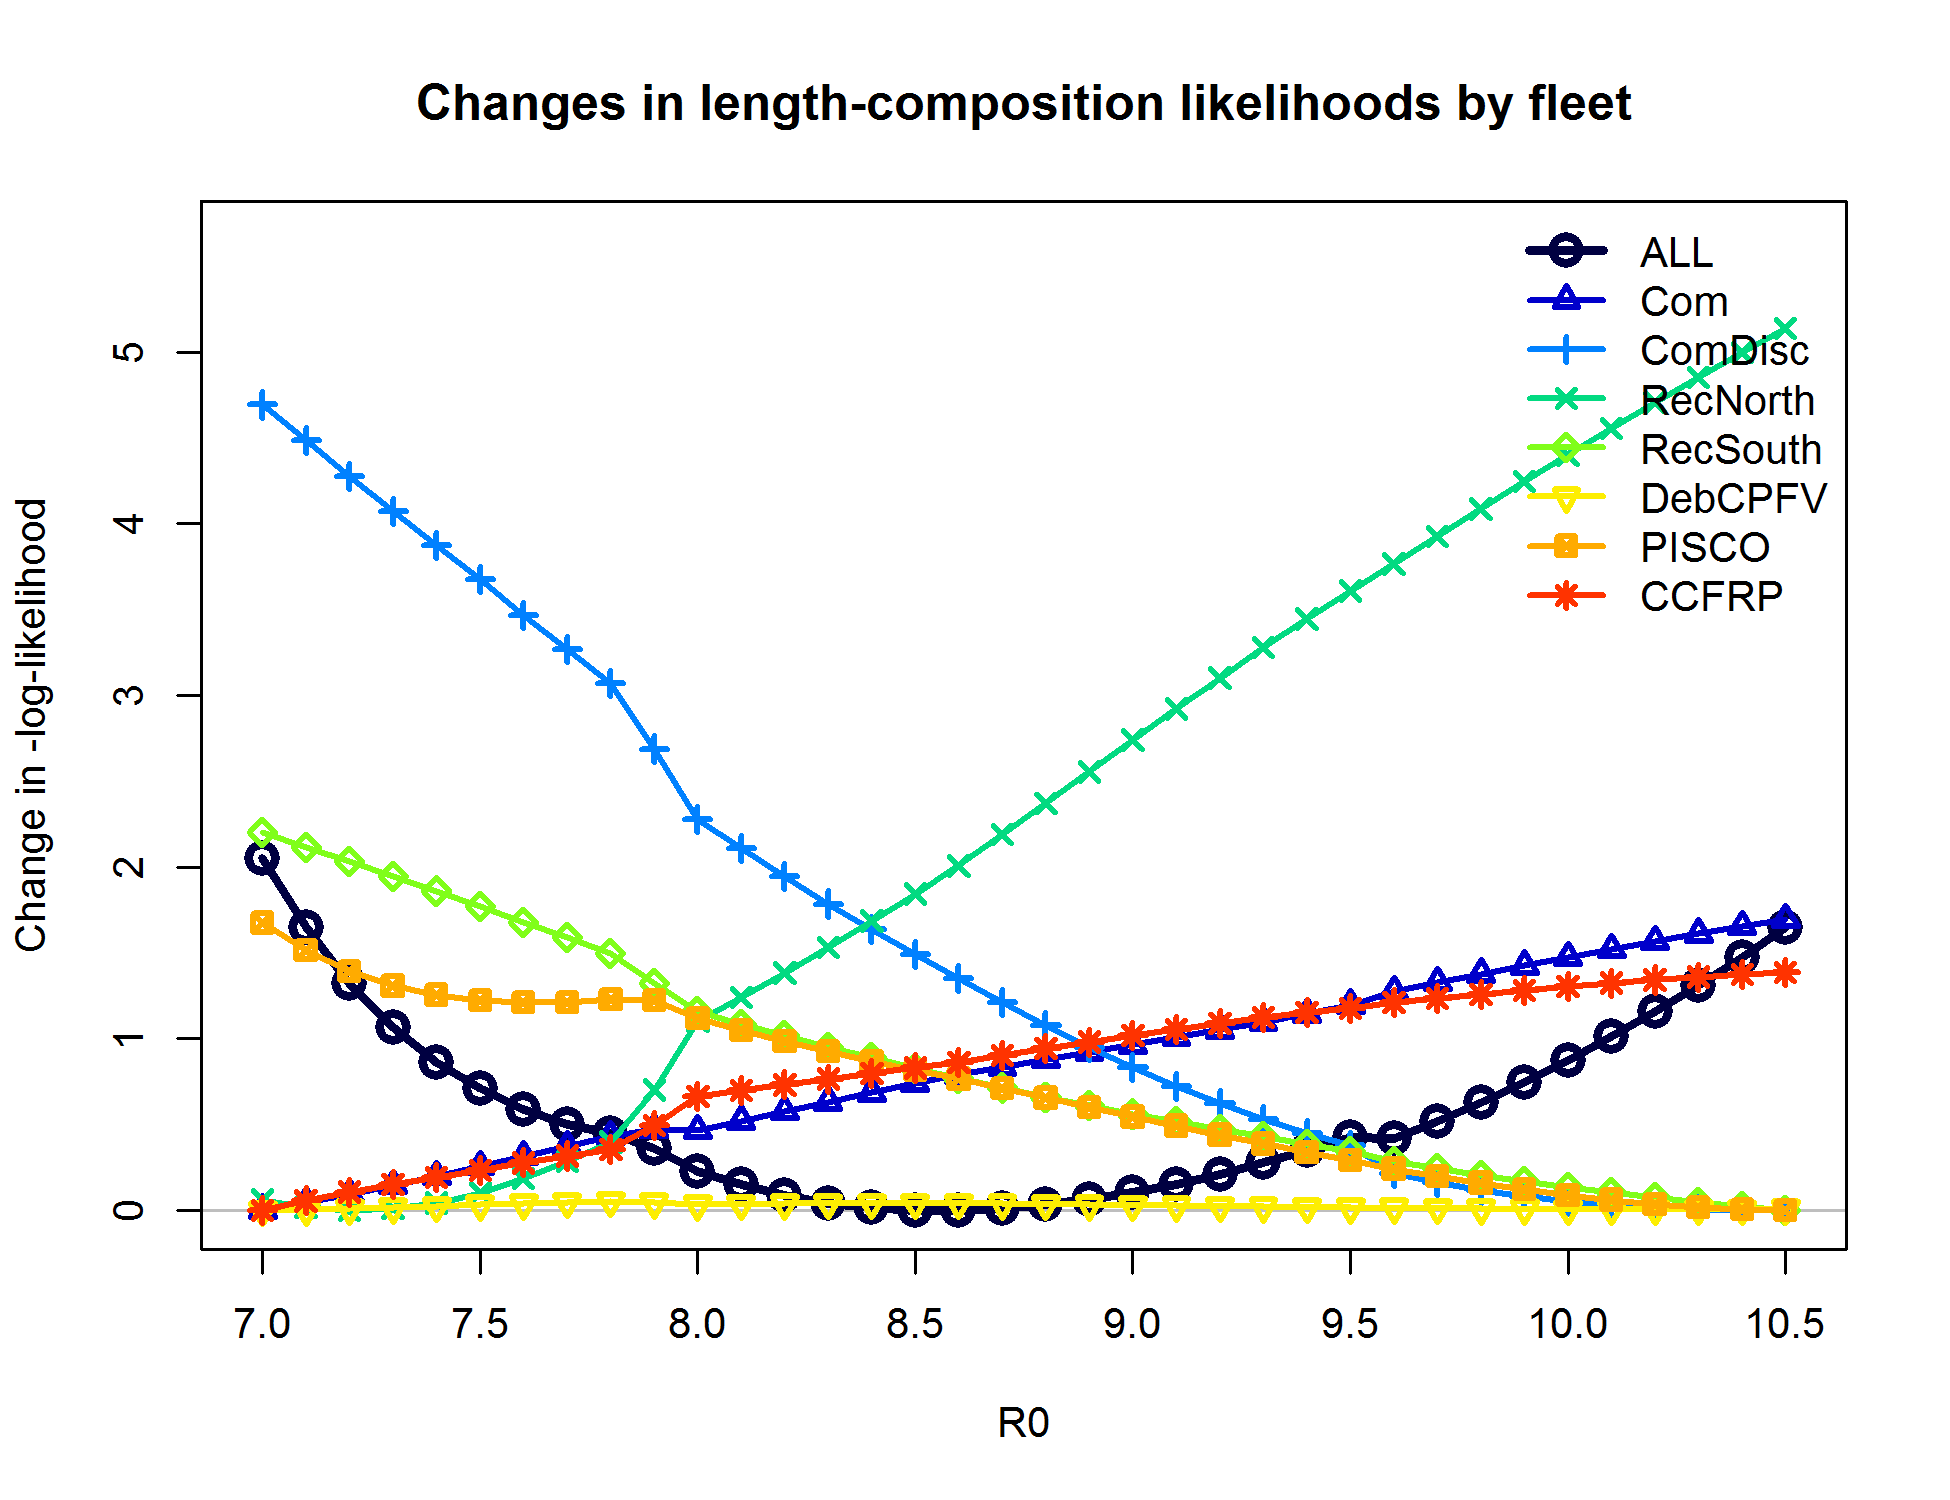 Changes in length-composition likelihoods by fleet
ALL
Com
ComDisc
RecNorth
RecSouth
DebCPFV
PISCO
CCFRP
Change in -log-likelihood
5
4
3
2
1
0
7.0 7.5 8.0 8.5 9.0 9.5 10.0 10.5
R0